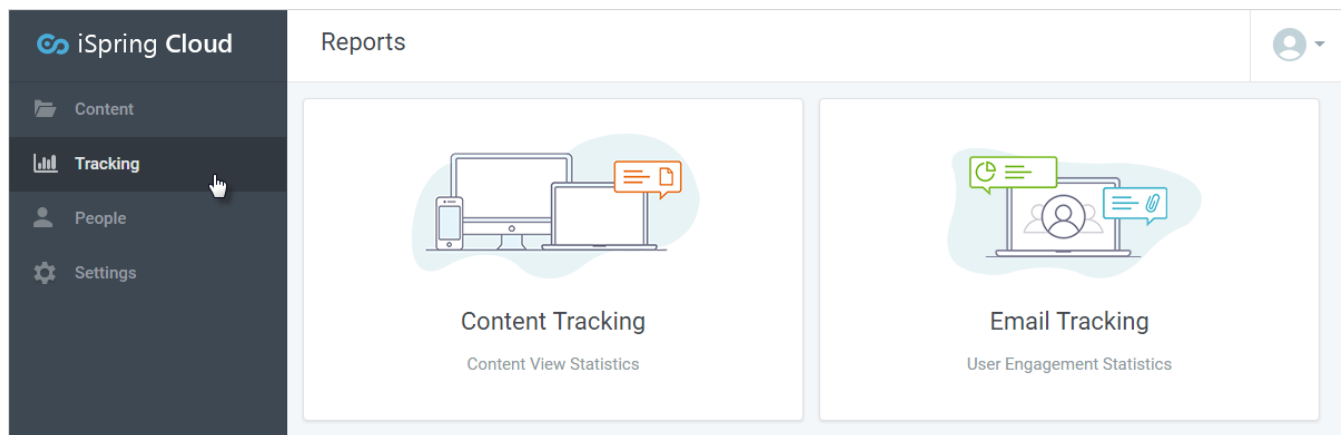 iSpring Cloud
Reports
Content
Tracking
People
Settings
Content Tracking
Content View Statistics
Email Tracking
User Engagement Statistics